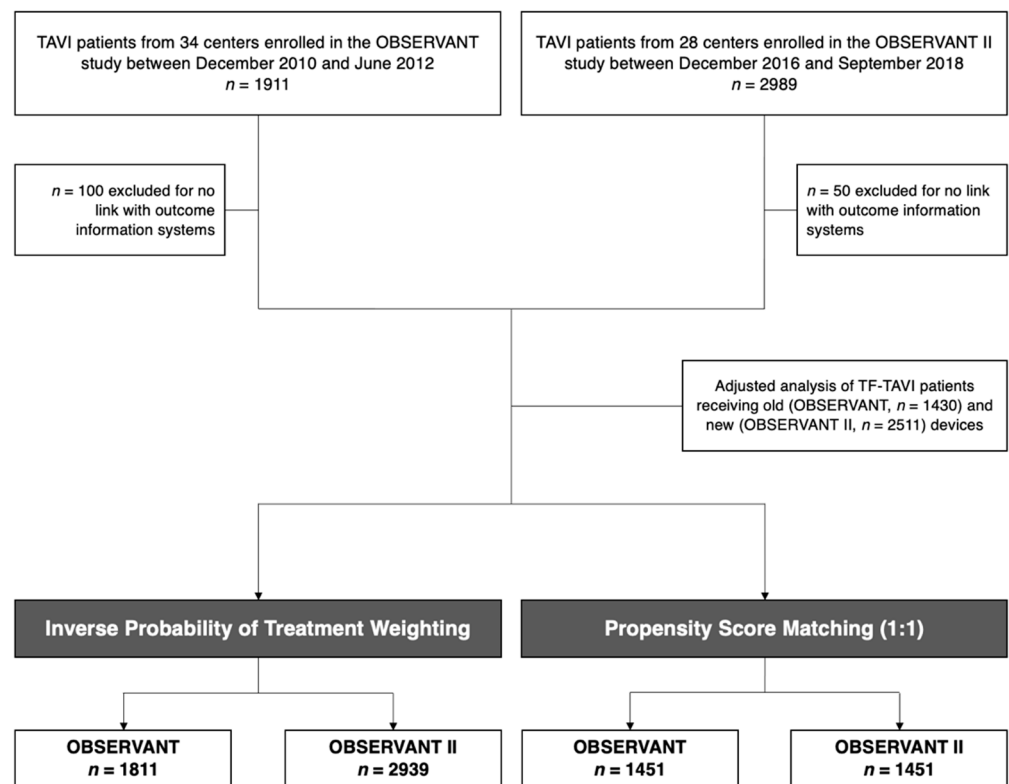 TAVI patients from 34 centers enrolled in the OBSERVANT
study between December 2010 and June 2012
n = 1911
TAVI patients from 28 centers enrolled in the OBSERVANT II
study between December 2016 and September 2018
n = 2989
n = 100 excluded for no
link with outcome
information systems
n = 50 excluded for no link
with outcome information
systems
Adjusted analysis of TF-TAVI patients
receiving old (OBSERVANT, n = 1430) and
new (OBSERVANT II, n = 2511) devices
Inverse Probability of Treatment Weighting
Propensity Score Matching (1:1)
OBSERVANT
n = 1811
OBSERVANT II
n = 2939
OBSERVANT
n = 1451
OBSERVANT II
n = 1451